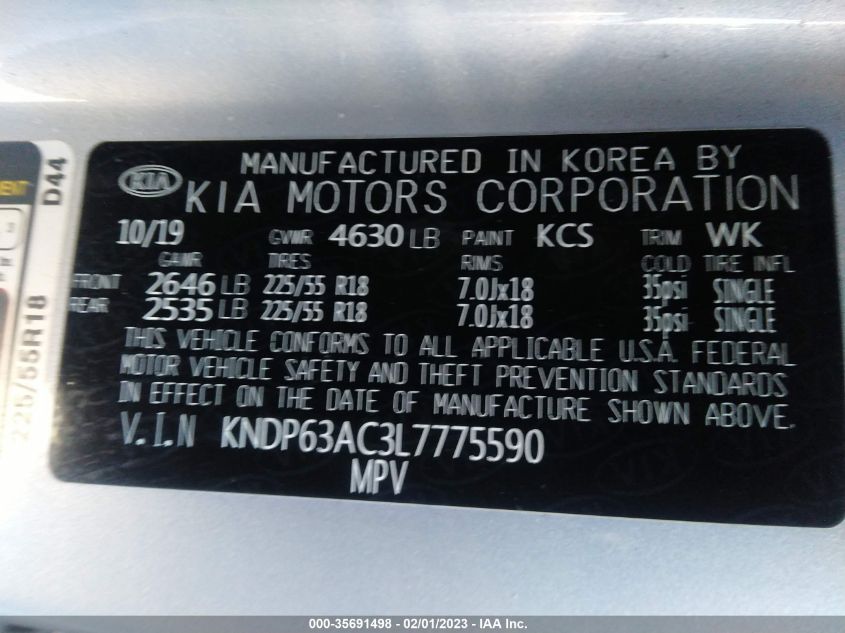 KIA
MANUFACTURED IN KOREA BY
KIA MOTORS CORPORATION
10/19 GVWR 4630 LB PAINT KCS TRIM WK
GAWR TIRES RIMS COLD TIRE INFL
FRONT 2646 LB 225/55 R18 7.0Jx18 35psi SINGLE
REAR 2535 LB 225/55 R18 7.0Jx18 35psi SINGLE
THIS VEHICLE CONFORMS TO ALL APPLICABLE U.S.A. FEDERAL
MOTOR VEHICLE SAFETY AND THEFT PREVENTION STANDARDS
IN EFFECT ON THE DATE OF MANUFACTURE SHOWN ABOVE.
V.I.N KNDP63AC3L7775590
MPV
D44
225/55R18
000-35691498 - 02/01/2023 - IAA Inc.